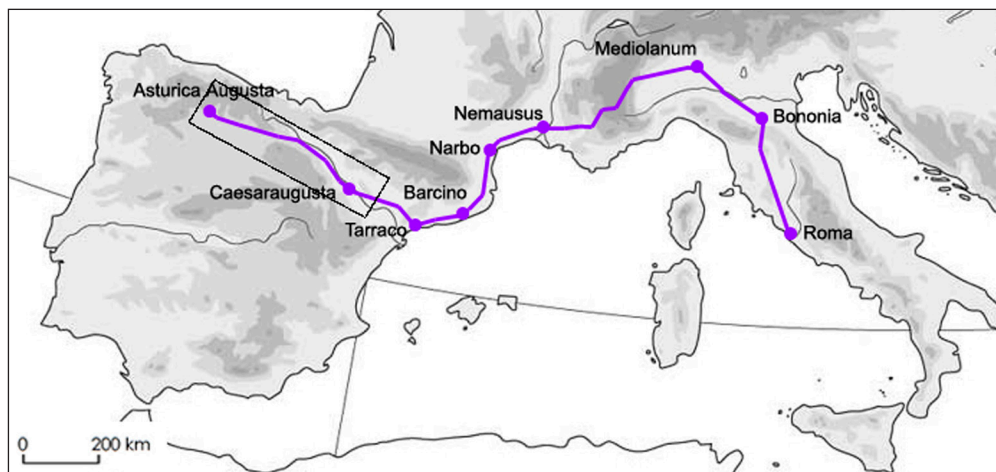 Mediolanum
Asturica Augusta
Nemausus
Bononia
Narbo
Caesaraugusta
Barcino
Tarraco
Roma
0 200 km